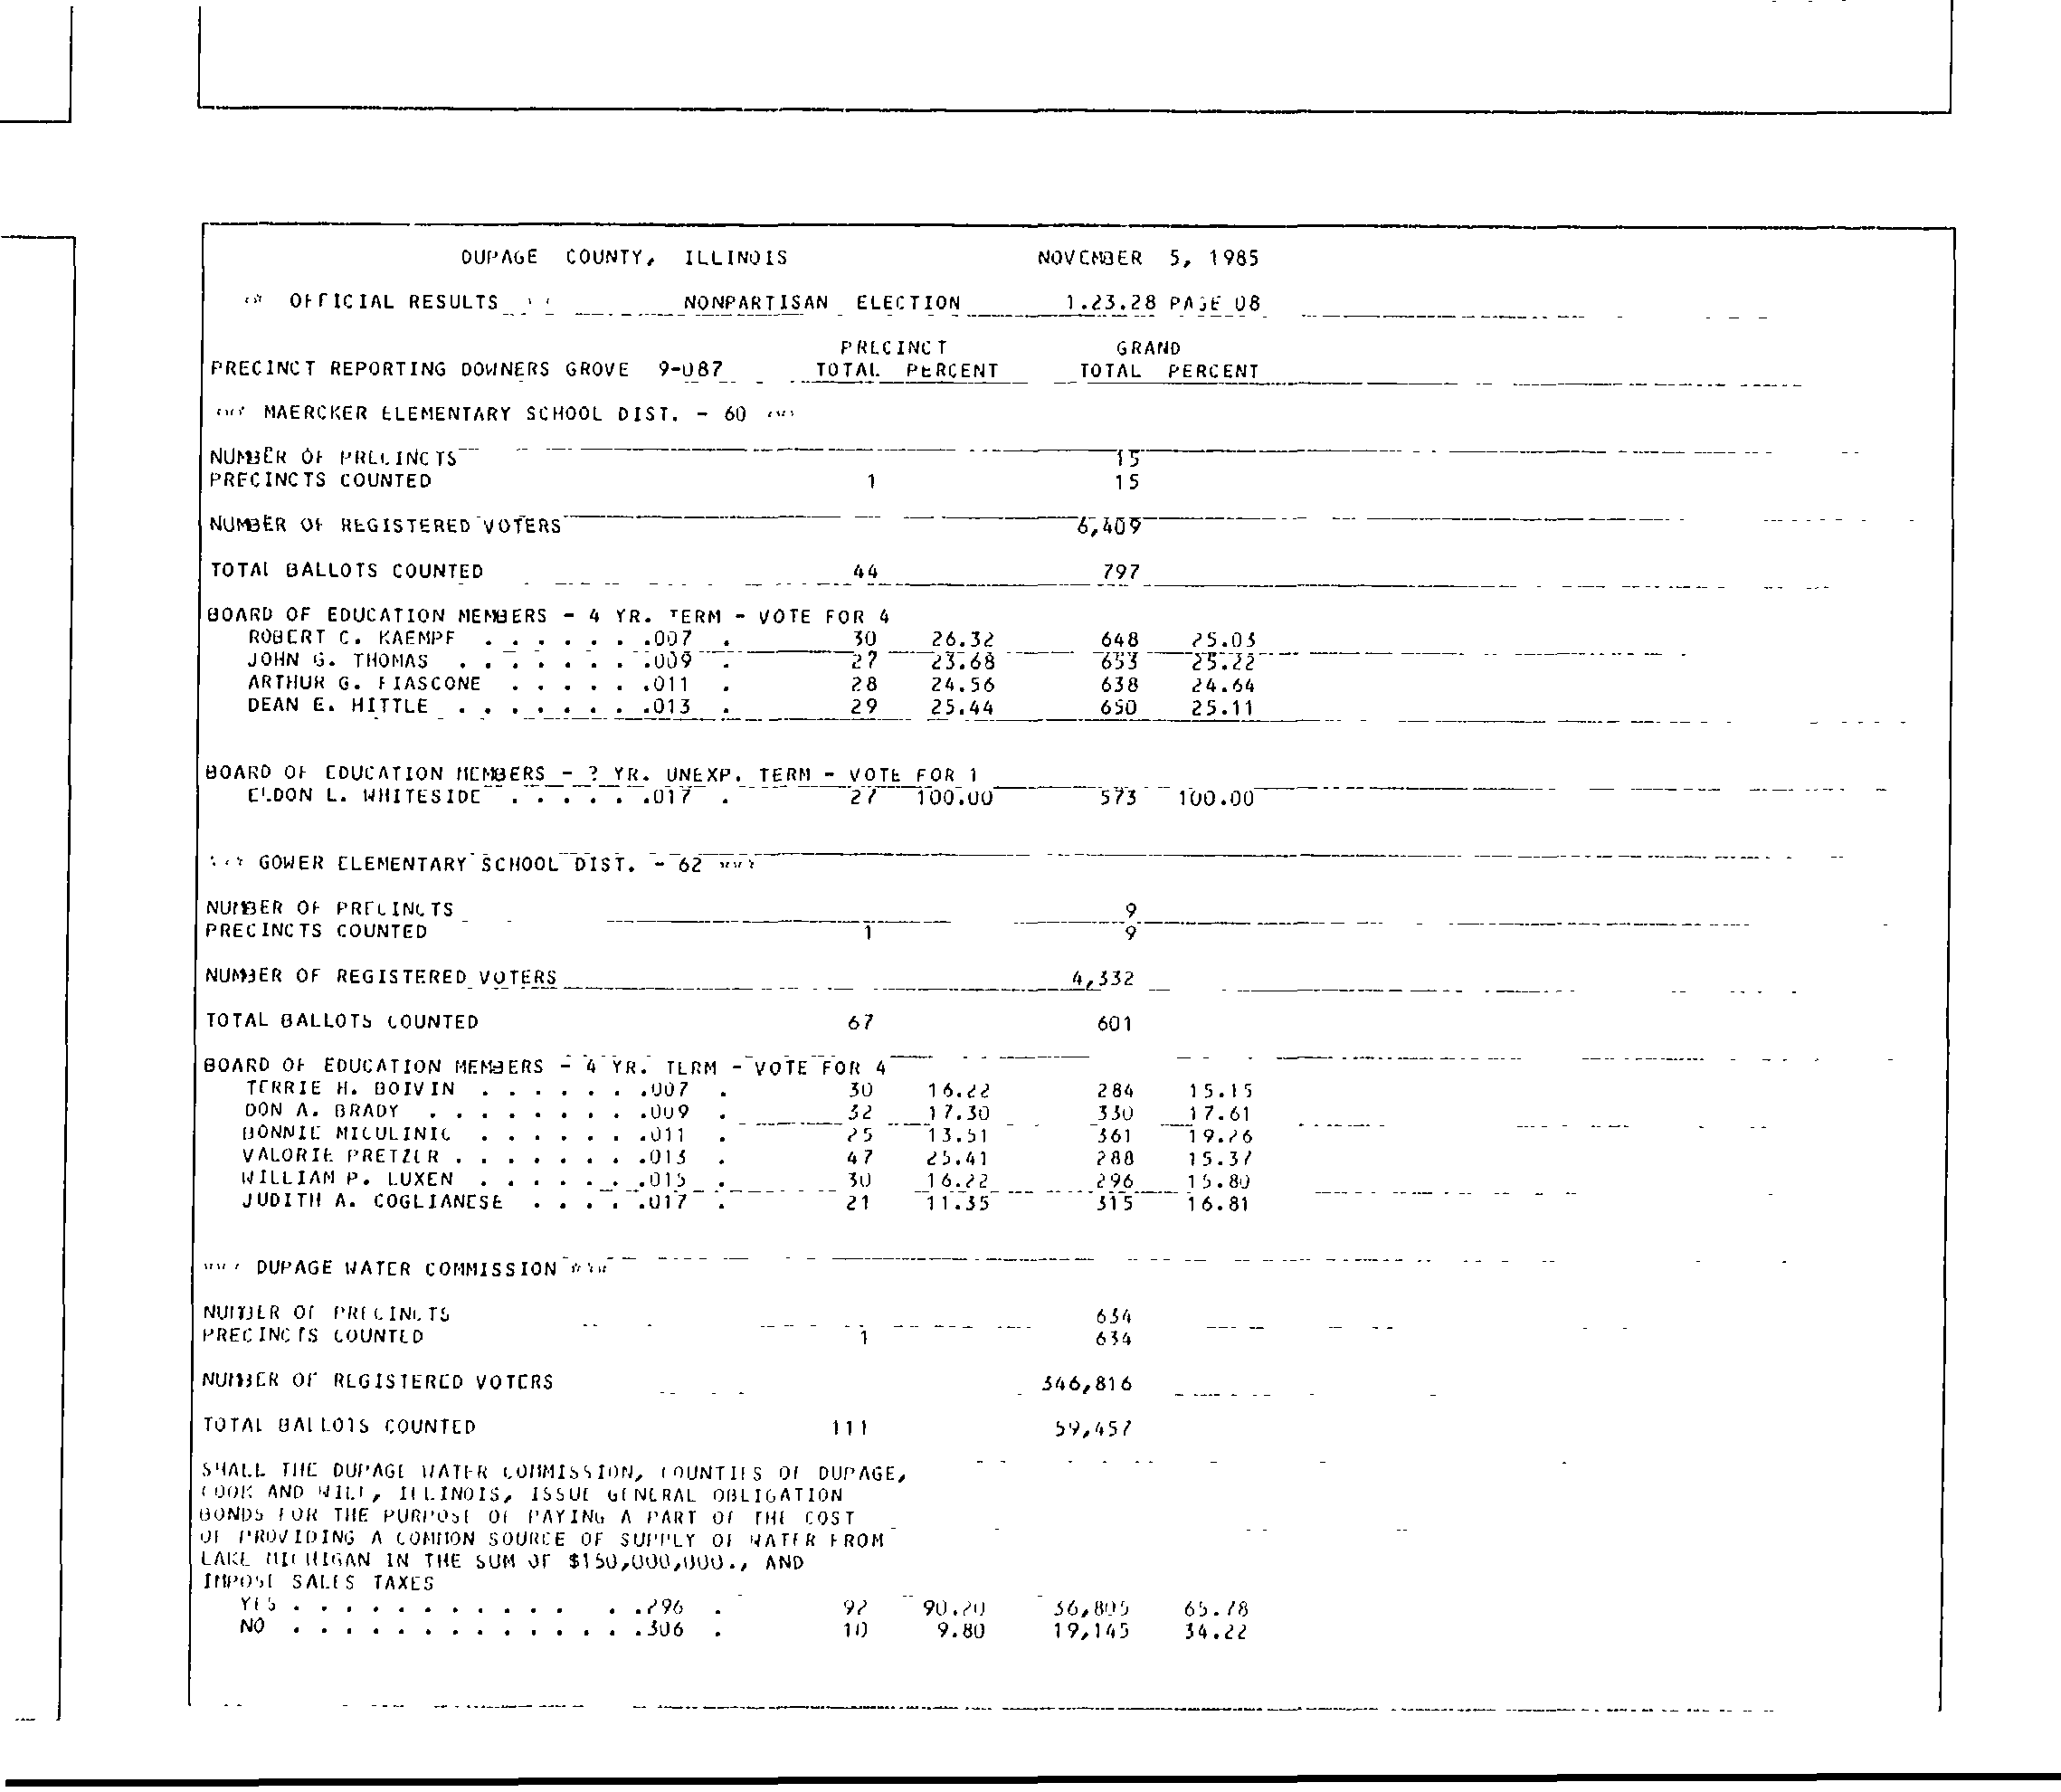 DUPAGE COUNTY, ILLINOIS NOVEMBER 5, 1985
OFFICIAL RESULTS NONPARTISAN ELECTION 1.23.28 PAGE 08
PRECINCT GRAND
PRECINCT REPORTING DOWNERS GROVE 9-087 TOTAL PERCENT TOTAL PERCENT
*** MAERCKER ELEMENTARY SCHOOL DIST. - 60 ***
NUMBER OF PRECINCTS 15
PRECINCTS COUNTED 1 15
NUMBER OF REGISTERED VOTERS 6,409
TOTAL BALLOTS COUNTED 44 797
BOARD OF EDUCATION MEMBERS - 4 YR. TERM - VOTE FOR 4
ROBERT C. KAEMPF . . . . . . .007 . 30 26.32 648 25.03
JOHN G. THOMAS . . . . . . . .009 . 27 23.68 653 25.22
ARTHUR G. FIASCONE . . . . . .011 . 28 24.56 638 24.64
DEAN E. HITTLE . . . . . . . .013 . 29 25.44 650 25.11
BOARD OF EDUCATION MEMBERS - 2 YR. UNEXP. TERM - VOTE FOR 1
ELDON L. WHITESIDE . . . . . .017 . 27 100.00 573 100.00
*** GOWER ELEMENTARY SCHOOL DIST. - 62 ***
NUMBER OF PRECINCTS 9
PRECINCTS COUNTED 1 9
NUMBER OF REGISTERED VOTERS 4,332
TOTAL BALLOTS COUNTED 67 601
BOARD OF EDUCATION MEMBERS - 4 YR. TERM - VOTE FOR 4
TERRIE H. BOIVIN . . . . . . .007 . 30 16.22 284 15.15
DON A. BRADY . . . . . . . . .009 . 32 17.30 330 17.61
BONNIE MICULINIC . . . . . . .011 . 25 13.51 361 19.26
VALORIE PRETZER . . . . . . . .013 . 47 25.41 288 15.37
WILLIAM P. LUXEN . . . . . . .015 . 30 16.22 296 15.80
JUDITH A. COGLIANESE . . . . .017 . 21 11.35 315 16.81
*** DUPAGE WATER COMMISSION ***
NUMBER OF PRECINCTS 634
PRECINCTS COUNTED 1 634
NUMBER OF REGISTERED VOTERS 346,816
TOTAL BALLOTS COUNTED 111 59,457
SHALL THE DUPAGE WATER COMMISSION, COUNTIES OF DUPAGE,
COOK AND WILL, ILLINOIS, ISSUE GENERAL OBLIGATION
BONDS FOR THE PURPOSE OF PAYING A PART OF THE COST
OF PROVIDING A COMMON SOURCE OF SUPPLY OF WATER FROM
LAKE MICHIGAN IN THE SUM OF $150,000,000., AND
IMPOSE SALES TAXES
YES . . . . . . . . . . . . . .296 . 92 90.20 36,805 65.78
NO . . . . . . . . . . . . . .306 . 10 9.80 19,145 34.22